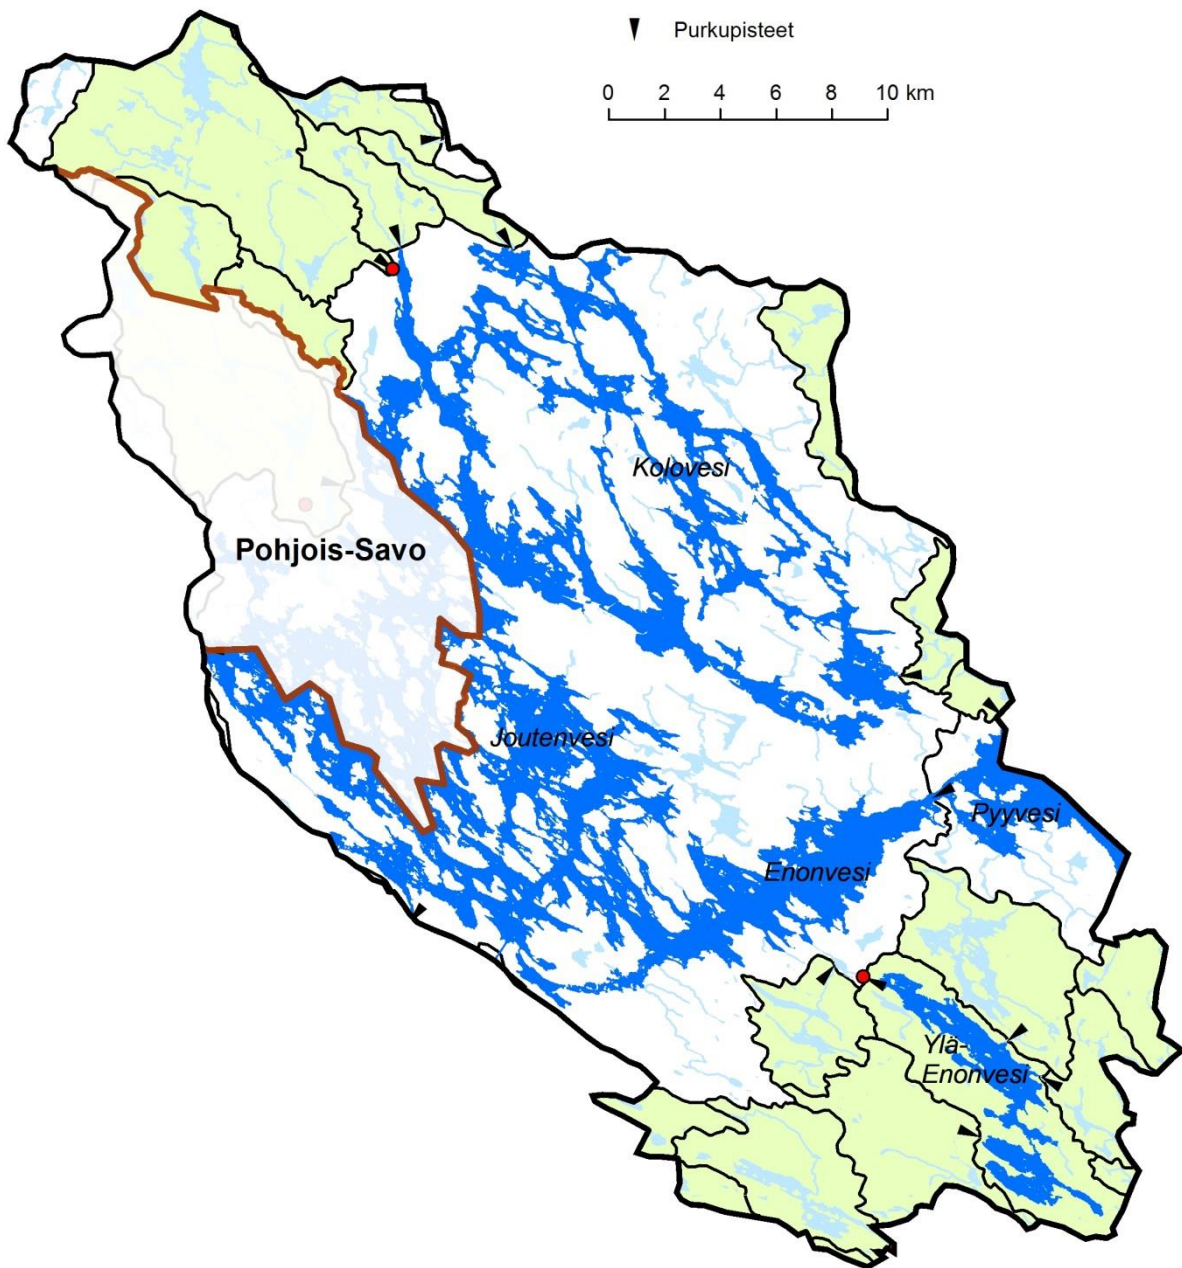 Purkupisteet
0 2 4 6 8 10 km
Kolovesi
Pohjois-Savo
Joutenvesi
Pyyvesi
Enonvesi
Ylä-
Enonvesi